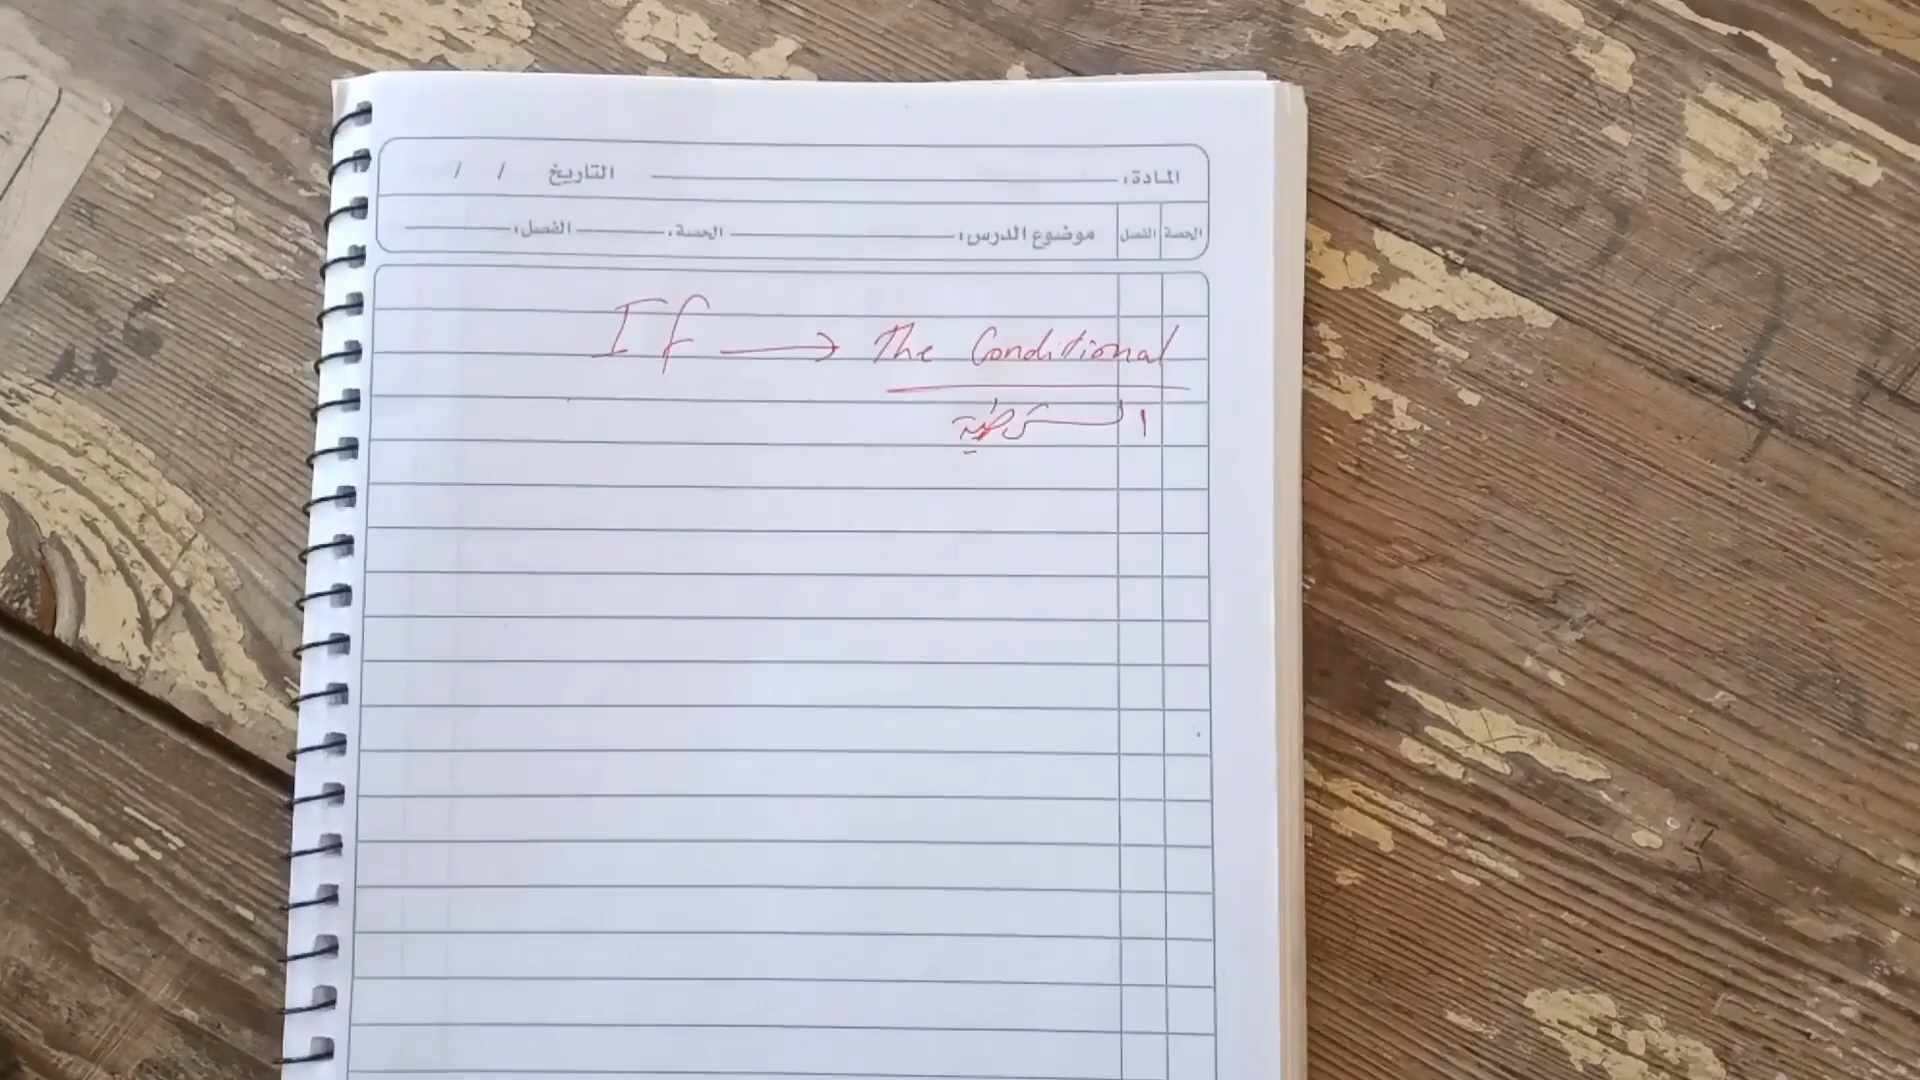 المادة: التاريخ / /
الحصة الفصل موضوع الدرس: الحصة: الفصل:
If → The Conditional
الشرطية